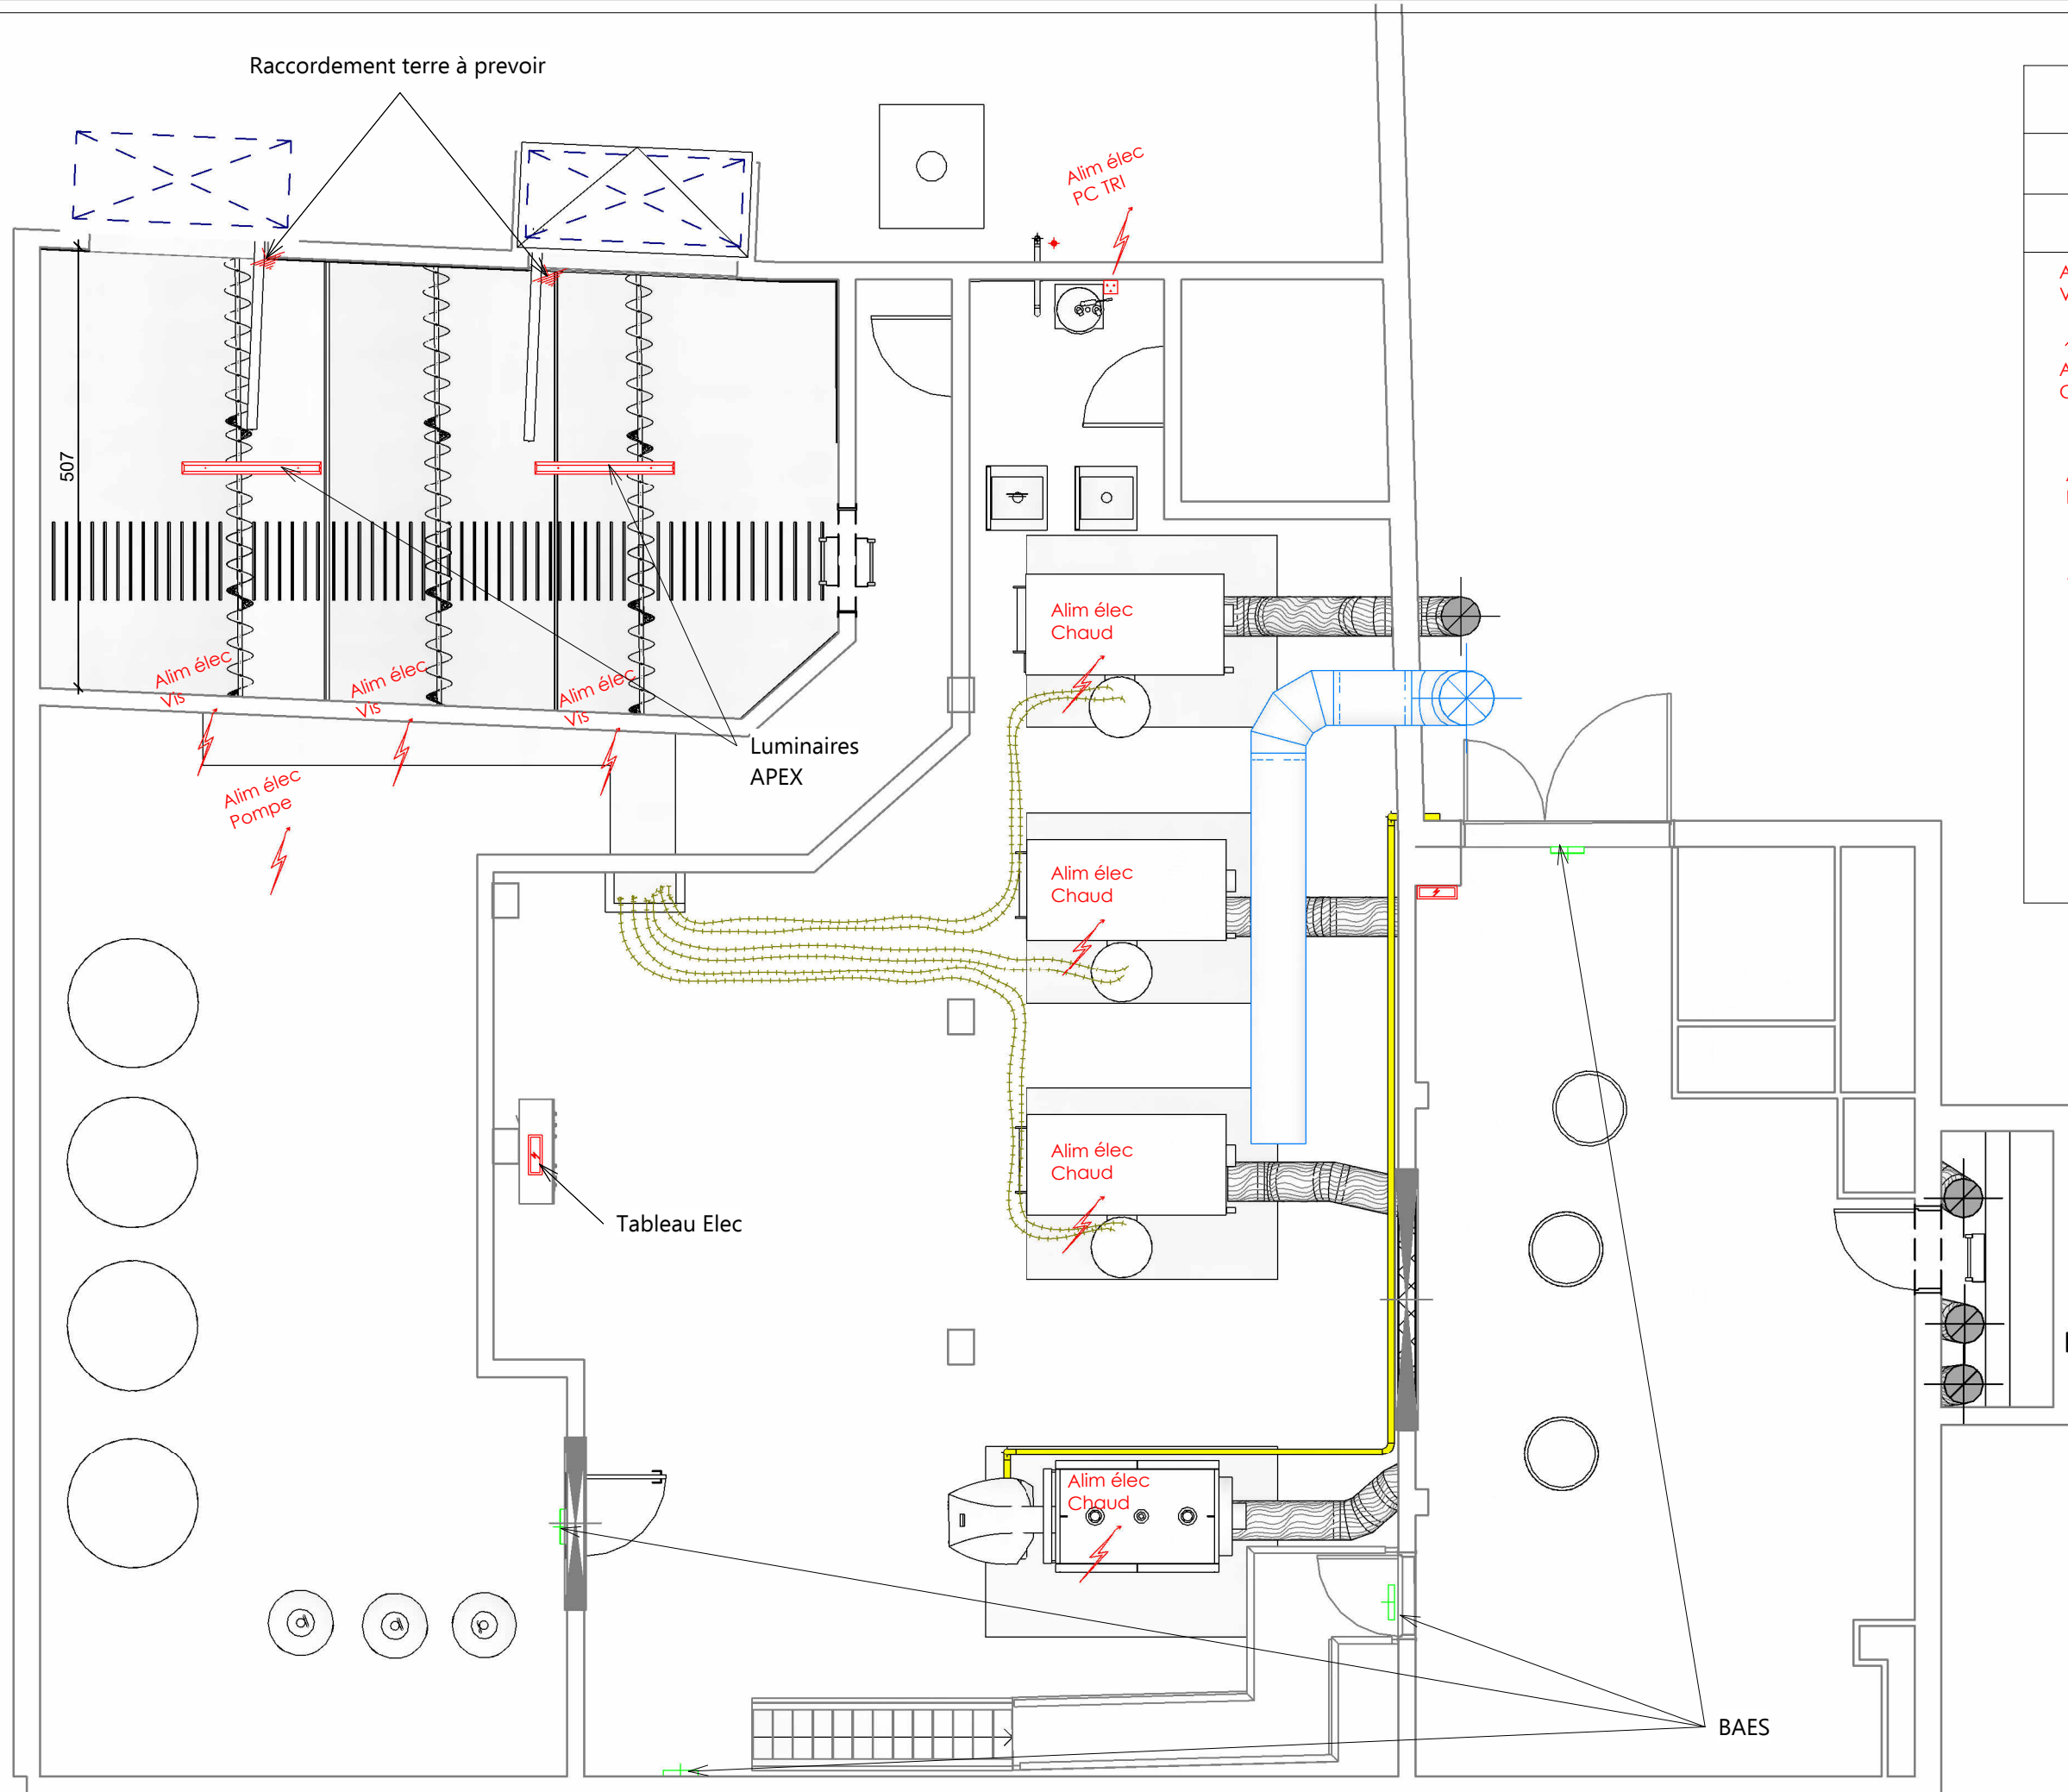 Raccordement terre à prevoir
Alim élec
PC TRI
507
Alim élec
Chaud
Alim élec
Vis
Alim élec
Vis
Alim élec
Vis
Luminaires
APEX
Alim élec
Pompe
Alim élec
Chaud
Alim élec
Chaud
Tableau Elec
Alim élec
Chaud
BAES